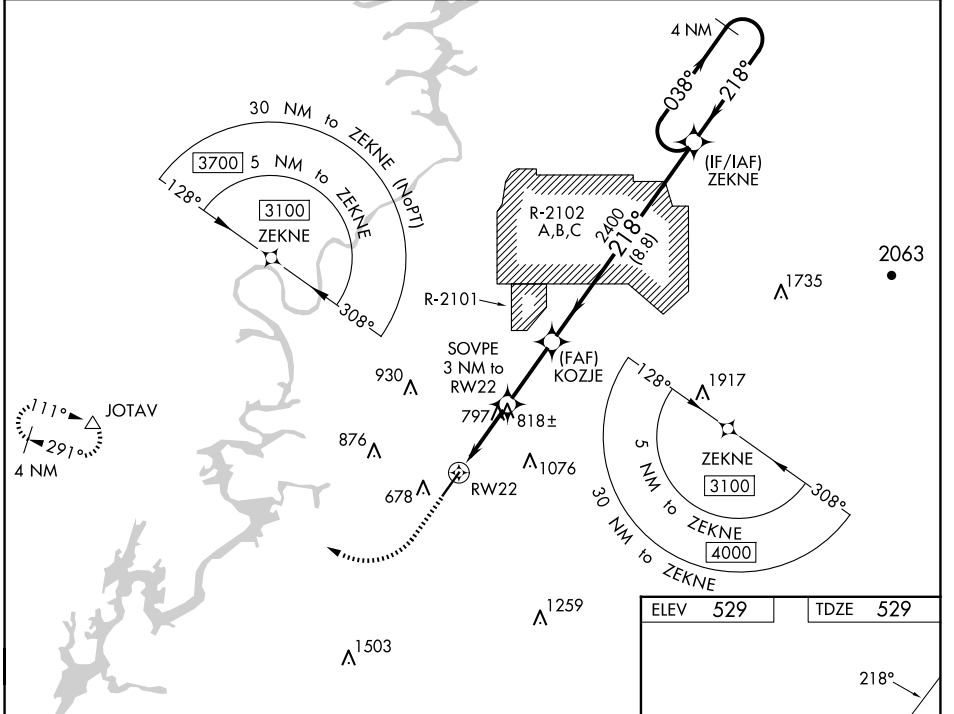 4 NM
038°
218°
(IF/IAF)
ZEKNE
30 NM to ZEKNE (NoPT)
3700
5 NM to ZEKNE
128°
3100
ZEKNE
308°
R-2102
A,B,C
2400
218°
(8.8)
2063
1735
R-2101
SOVPE
3 NM to
RW22
(FAF)
KOZJE
930
797
818±
128°
1917
111°
JOTAV
291°
4 NM
876
1076
678
RW22
ZEKNE
3100
308°
5 NM to ZEKNE
4000
30 NM to ZEKNE
1259
1503
ELEV 529
TDZE 529
218°